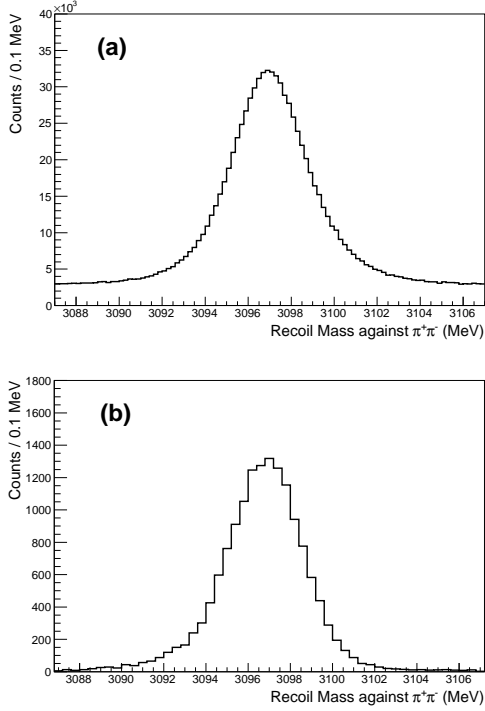 ×10³
40
(a)
35
30
25
20
15
10
5
0
Counts / 0.1 MeV
3088 3090 3092 3094 3096 3098 3100 3102 3104 3106
Recoil Mass against π⁺π⁻ (MeV)
1800
(b)
1600
1400
1200
1000
800
600
400
200
0
Counts / 0.1 MeV
3088 3090 3092 3094 3096 3098 3100 3102 3104 3106
Recoil Mass against π⁺π⁻ (MeV)